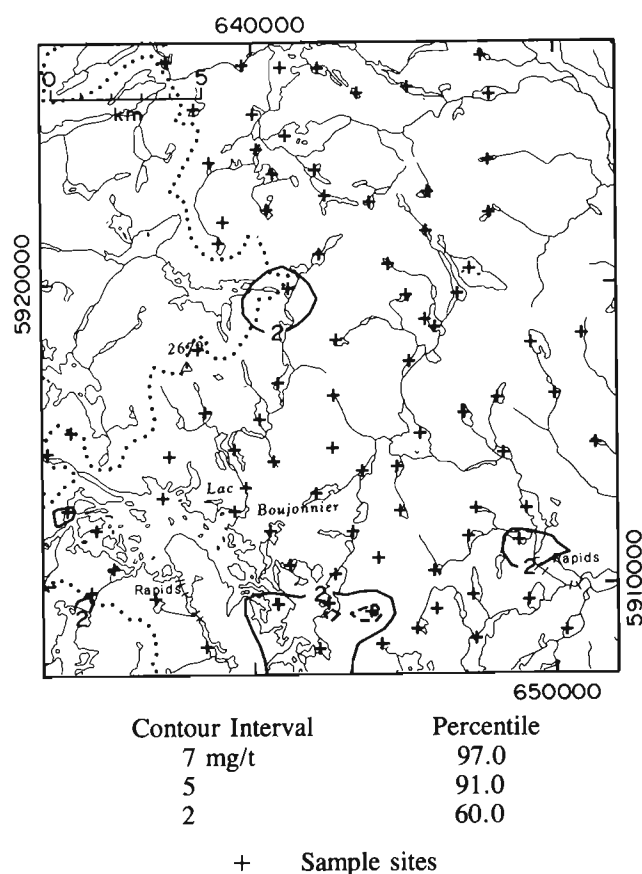 640000
0 5
km
5920000
2
Lac Boujonnier
Rapids
2
Rapids
2
2
5910000
650000
Contour Interval Percentile
7 mg/t 97.0
5 91.0
2 60.0
+ Sample sites